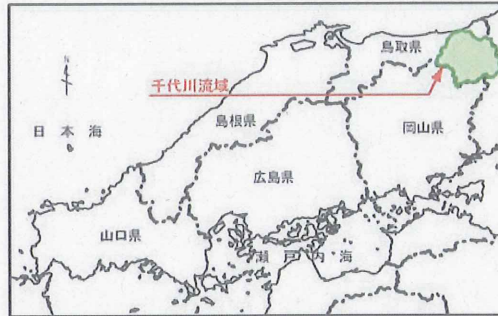 鳥取県
千代川流域
島根県
岡山県
日本海
広島県
山口県
瀬戸内海